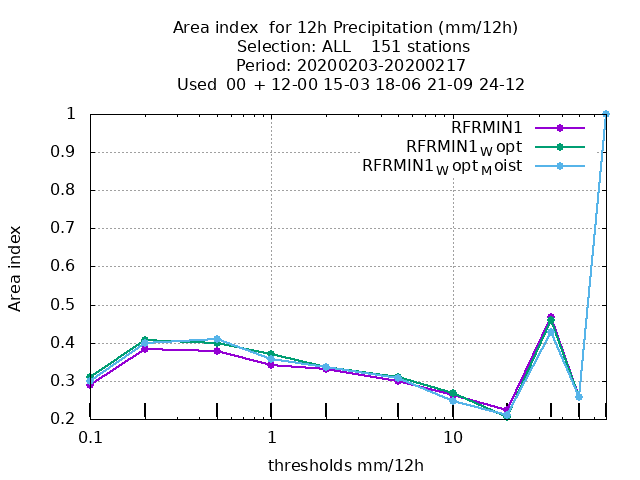 Area index  for 12h Precipitation (mm/12h)
Selection: ALL    151 stations
Period: 20200203-20200217
Used  00 + 12-00 15-03 18-06 21-09 24-12
RFRMIN1
RFRMIN1Wopt
RFRMIN1WoptMoist
Area index
1
0.9
0.8
0.7
0.6
0.5
0.4
0.3
0.2
0.1 1 10
thresholds mm/12h